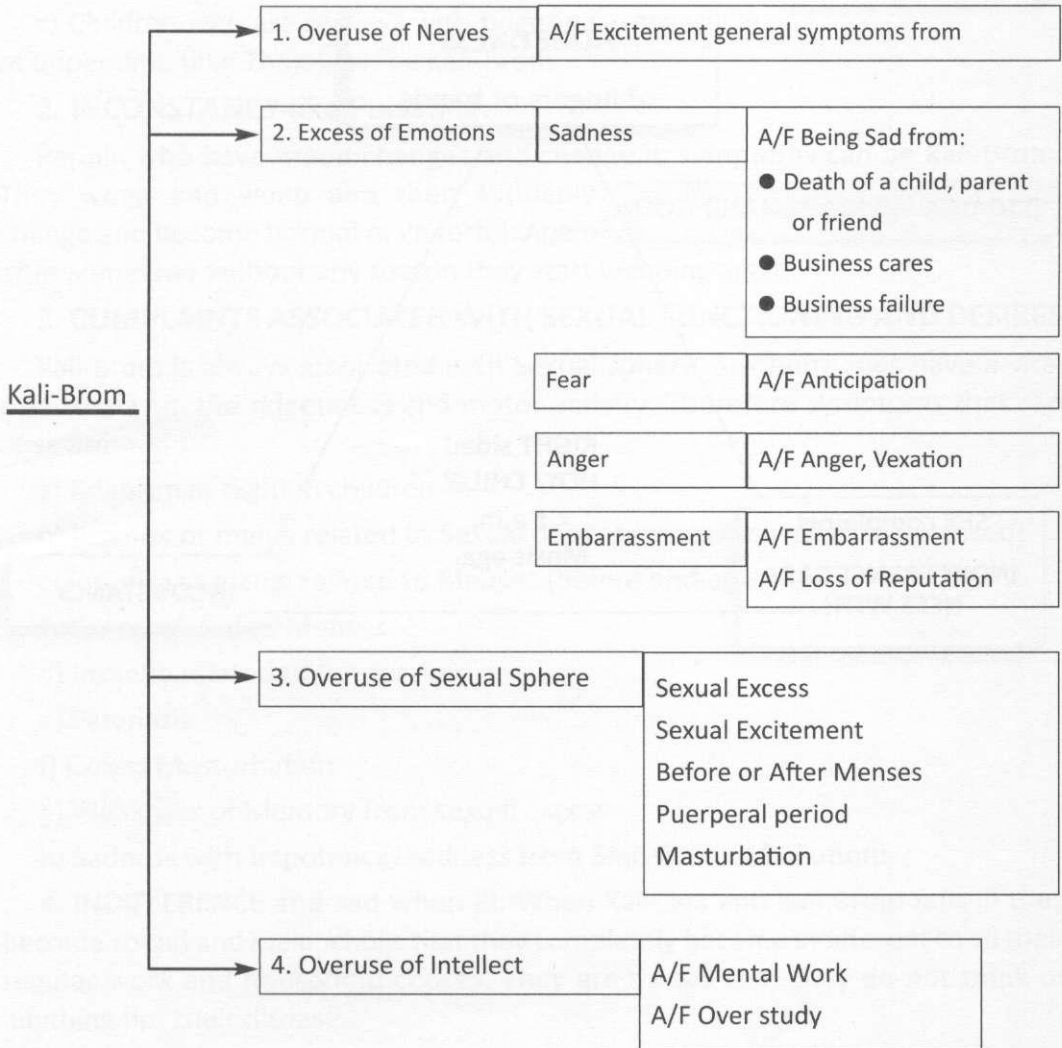 1. Overuse of Nerves
A/F Excitement general symptoms from
2. Excess of Emotions
Sadness
A/F Being Sad from:
● Death of a child, parent
or friend
● Business cares
● Business failure
Fear
A/F Anticipation
Kali-Brom
Anger
A/F Anger, Vexation
Embarrassment
A/F Embarrassment
A/F Loss of Reputation
3. Overuse of Sexual Sphere
Sexual Excess
Sexual Excitement
Before or After Menses
Puerperal period
Masturbation
4. Overuse of Intellect
A/F Mental Work
A/F Over study